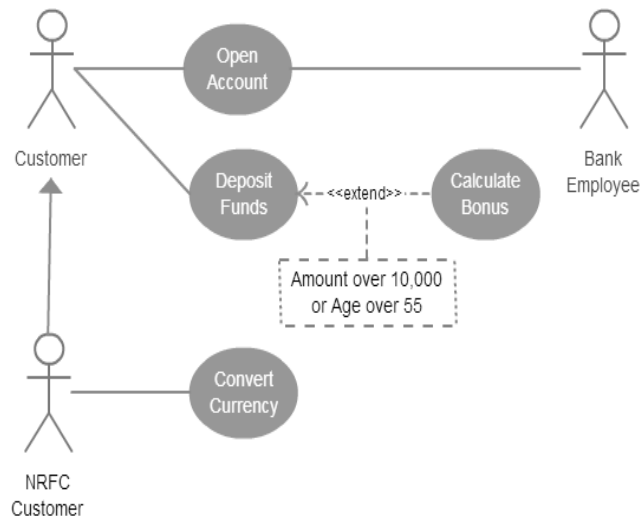 Open
Account
Customer
Bank
Employee
Deposit
Funds
<<extend>>
Calculate
Bonus
Amount over 10,000
or Age over 55
Convert
Currency
NRFC
Customer